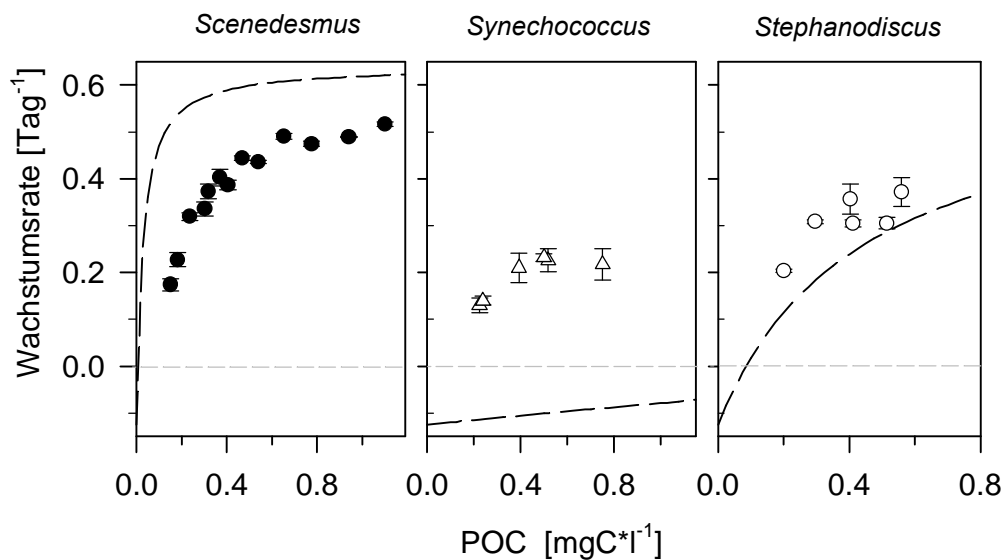 Scenedesmus Synechococcus Stephanodiscus
0.6
0.4
0.2
0.0
Wachstumsrate [Tag-1]
0.0 0.4 0.8 0.0 0.4 0.8 0.0 0.4 0.8
POC [mgC*l-1]